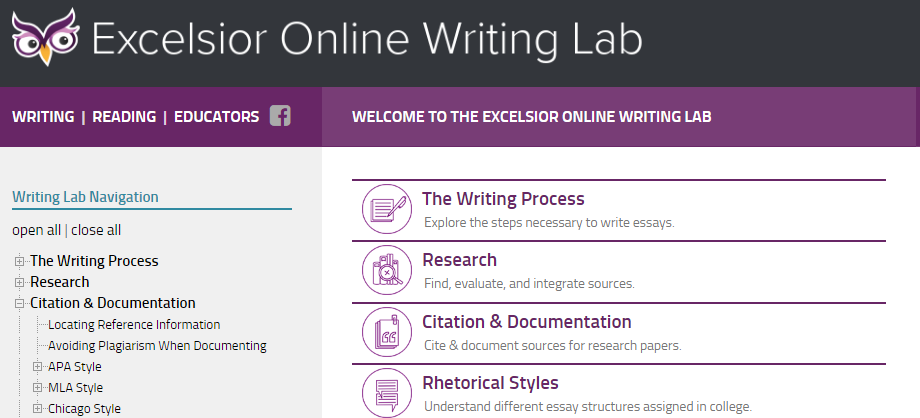 Excelsior Online Writing Lab
WRITING | READING | EDUCATORS
WELCOME TO THE EXCELSIOR ONLINE WRITING LAB
Writing Lab Navigation
open all | close all
The Writing Process
Research
Citation & Documentation
Locating Reference Information
Avoiding Plagiarism When Documenting
APA Style
MLA Style
Chicago Style
The Writing Process
Explore the steps necessary to write essays.
Research
Find, evaluate, and integrate sources.
Citation & Documentation
Cite & document sources for research papers.
Rhetorical Styles
Understand different essay structures assigned in college.